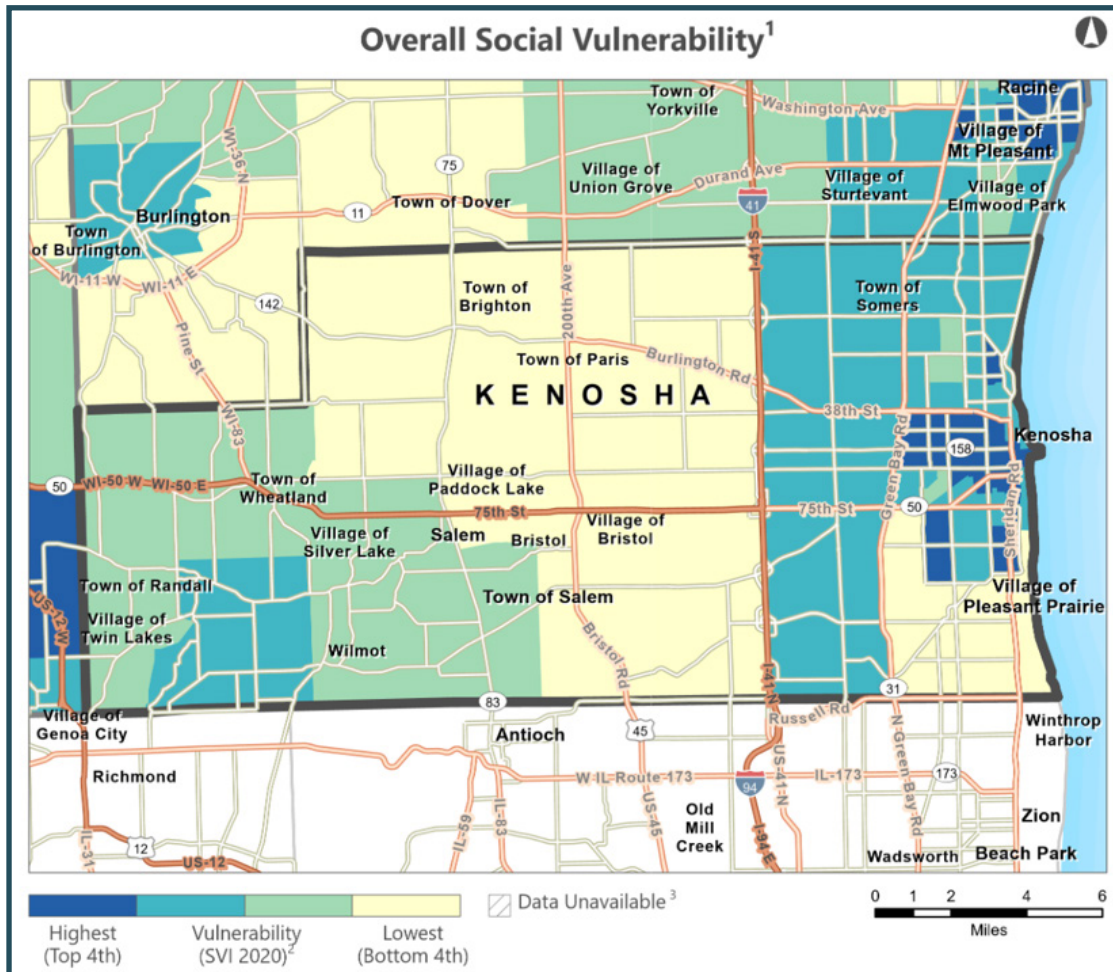 Overall Social Vulnerability1
Town of
Yorkville
Washington Ave
Racine
WI-36 N
75
Village of
Mt Pleasant
Village of
Union Grove
Durand Ave
41
Village of
Sturtevant
Village of
Elmwood Park
Burlington
11
Town of Dover
Town
of Burlington
WI-11 W
WI-11 E
I-41 S
142
Town of
Brighton
200th Ave
Town of
Somers
Pine St
Town of Paris
Burlington Rd
KENOSHA
38th St
WI-83
Green Bay Rd
158
Kenosha
50
WI-50 W
WI-50 E
Town of
Wheatland
Village of
Paddock Lake
Sheridan Rd
75th St
75th St
50
Village of
Silver Lake
Salem
Bristol
Village of
Bristol
US-12 W
Town of Randall
Town of Salem
Village of
Pleasant Prairie
Village of
Twin Lakes
Wilmot
Bristol Rd
I-41 N
83
31
Village of
Genoa City
Russell Rd
Winthrop
Harbor
Antioch
45
Richmond
W IL Route 173
94
US-41 N
IL-173
N Green Bay Rd
173
IL-31
12
US-12
IL-59
IL-83
US-45
Old
Mill
Creek
I-94 E
Zion
Wadsworth
Beach Park
Highest
(Top 4th)
Vulnerability
(SVI 2020)2
Lowest
(Bottom 4th)
Data Unavailable 3
0 1 2 4 6
Miles